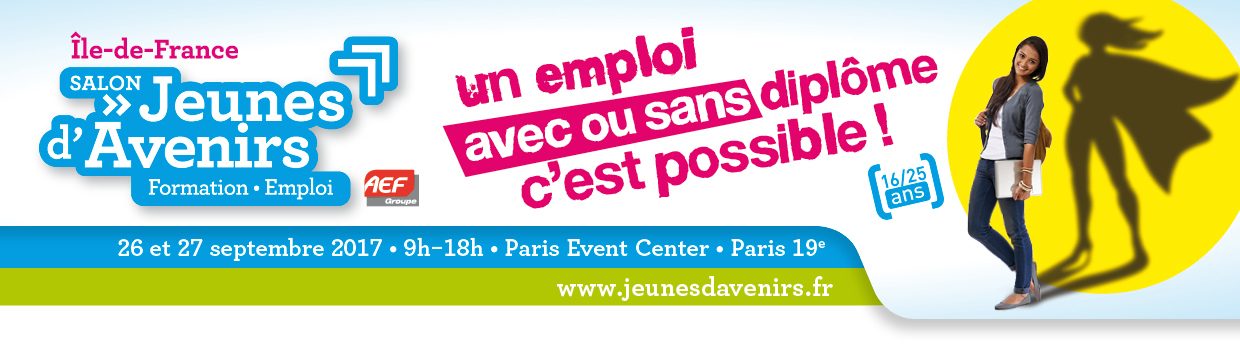 Île-de-France
SALON
» Jeunes
d'Avenirs
Formation • Emploi
AEF
Groupe
un emploi
avec ou sans diplôme
c'est possible !
16/25
ans
26 et 27 septembre 2017 • 9h–18h • Paris Event Center • Paris 19e
www.jeunesdavenirs.fr